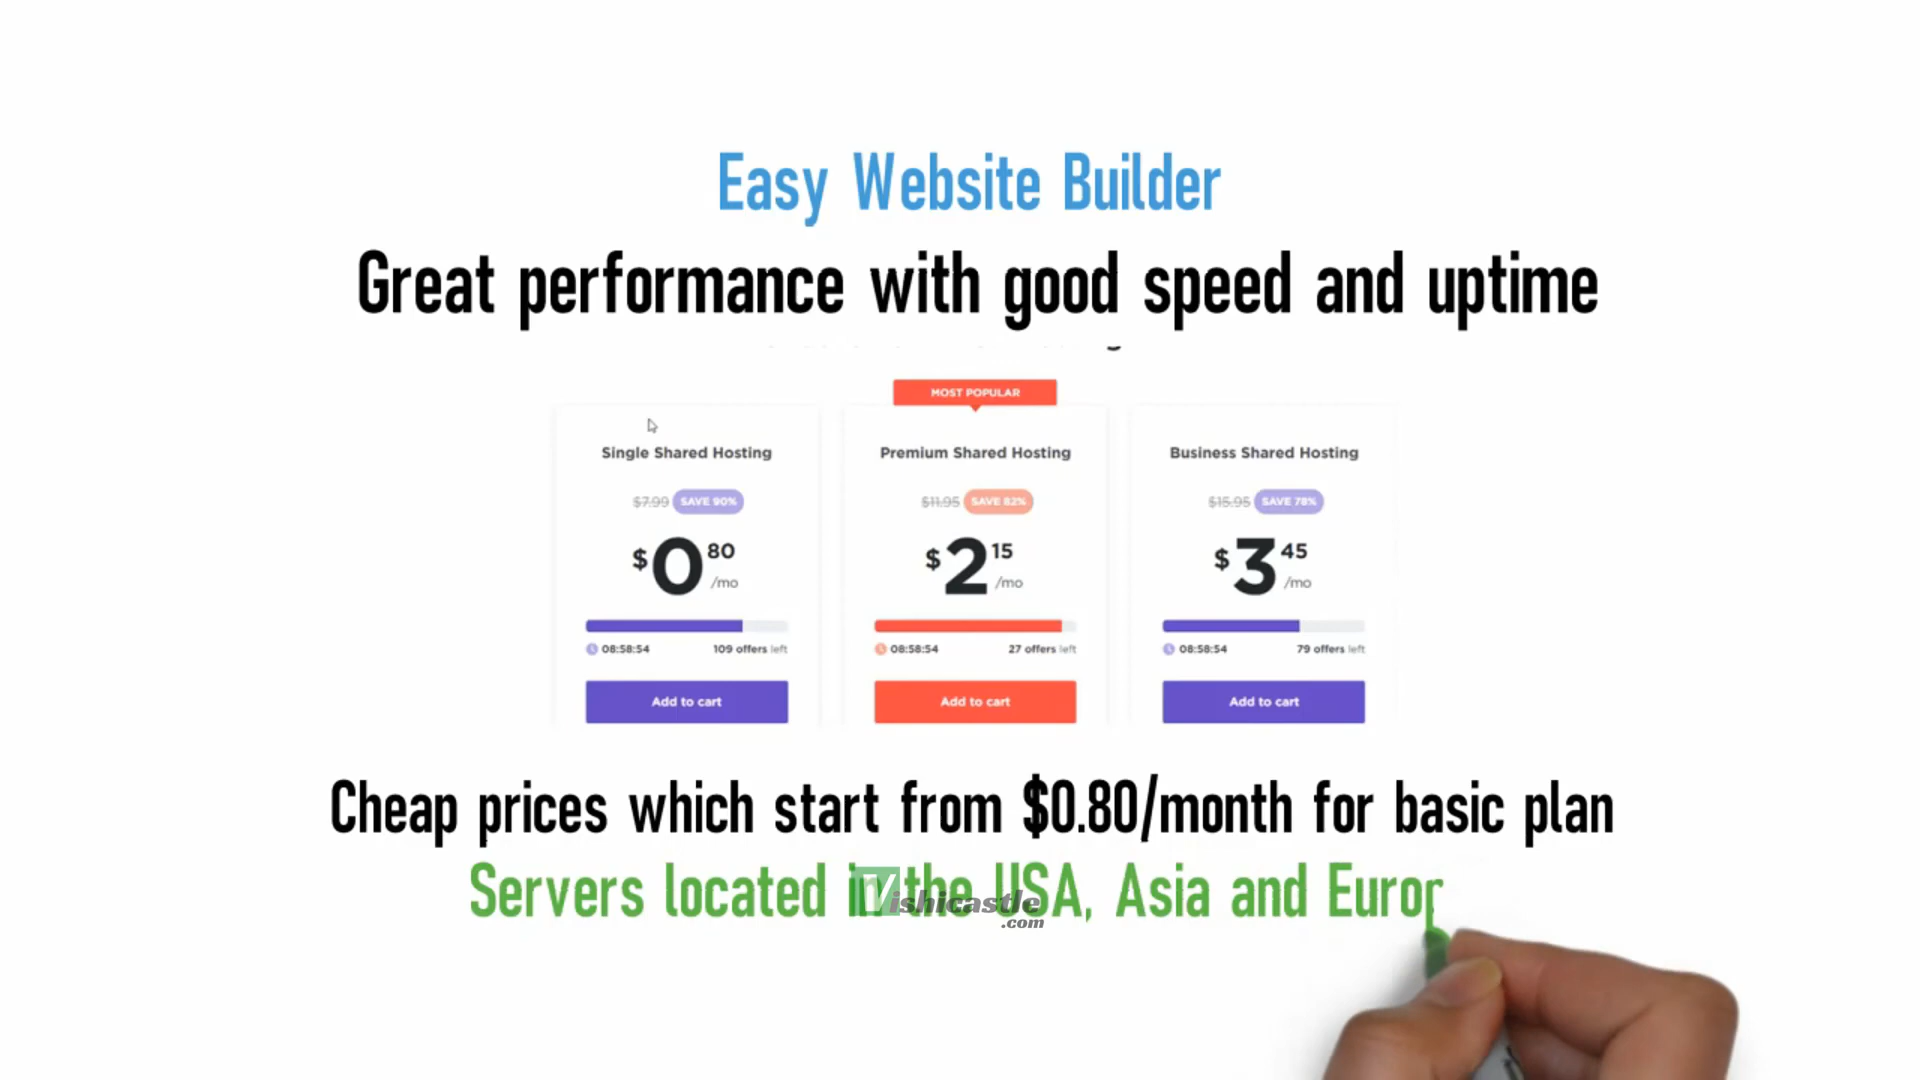 Easy Website Builder
Great performance with good speed and uptime
MOST POPULAR
Single Shared Hosting
$7.99 SAVE 90%
$0 80 /mo
08:58:54 109 offers left
Add to cart
Premium Shared Hosting
$11.95 SAVE 82%
$2 15 /mo
08:58:54 27 offers left
Add to cart
Business Shared Hosting
$15.95 SAVE 78%
$3 45 /mo
08:58:54 79 offers left
Add to cart
Cheap prices which start from $0.80/month for basic plan
Servers located in the USA, Asia and Europ
Vishicastle
.com